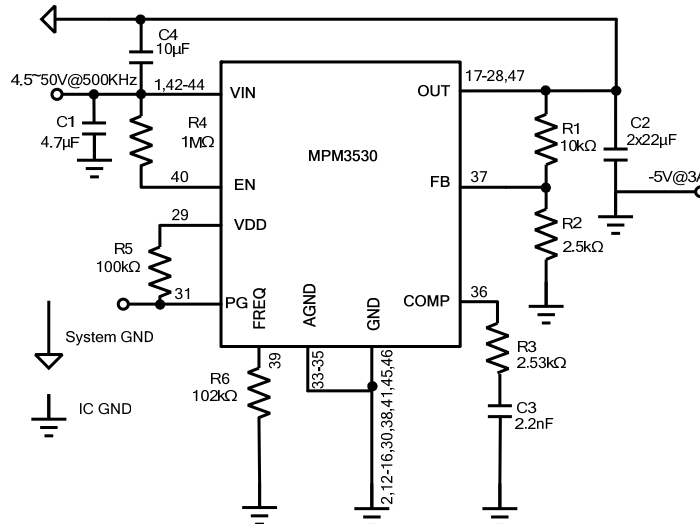 C4
10µF
4.5~50V@500KHz
1,42-44
VIN
OUT
17-28,47
C1
4.7µF
R4
1MΩ
R1
10kΩ
C2
2x22µF
MPM3530
40
EN
FB
37
-5V@3A
29
VDD
R2
2.5kΩ
R5
100kΩ
31
PG
FREQ
AGND
GND
COMP
36
System GND
39
33-35
2,12-16,30,38,41,45,46
R3
2.53kΩ
R6
102kΩ
IC GND
C3
2.2nF